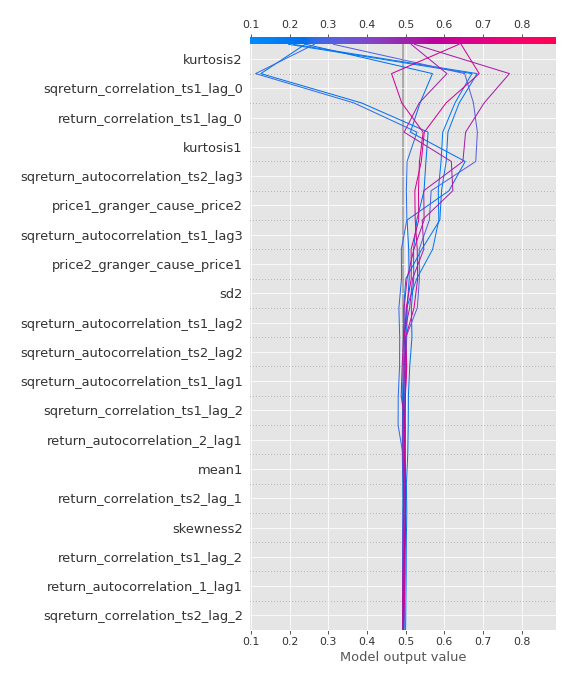 0.1 0.2 0.3 0.4 0.5 0.6 0.7 0.8
kurtosis2
sqreturn_correlation_ts1_lag_0
return_correlation_ts1_lag_0
kurtosis1
sqreturn_autocorrelation_ts2_lag3
price1_granger_cause_price2
sqreturn_autocorrelation_ts1_lag3
price2_granger_cause_price1
sd2
sqreturn_autocorrelation_ts1_lag2
sqreturn_autocorrelation_ts2_lag2
sqreturn_autocorrelation_ts1_lag1
sqreturn_correlation_ts1_lag_2
return_autocorrelation_2_lag1
mean1
return_correlation_ts2_lag_1
skewness2
return_correlation_ts1_lag_2
return_autocorrelation_1_lag1
sqreturn_correlation_ts2_lag_2
0.1 0.2 0.3 0.4 0.5 0.6 0.7 0.8
Model output value